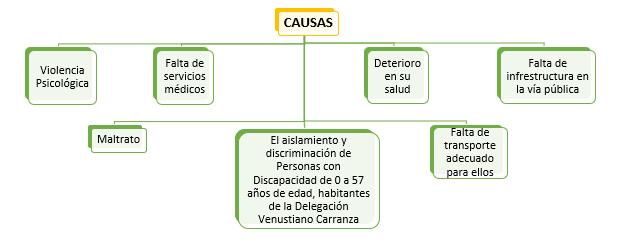 CAUSAS
Violencia
Psicológica
Falta de
servicios
médicos
Deterioro
en su
salud
Falta de
infrestructura en
la vía pública
Maltrato
El aislamiento y
discriminación de
Personas con
Discapacidad de 0 a 57
años de edad, habitantes
de la Delegación
Venustiano Carranza
Falta de
transporte
adecuado
para ellos